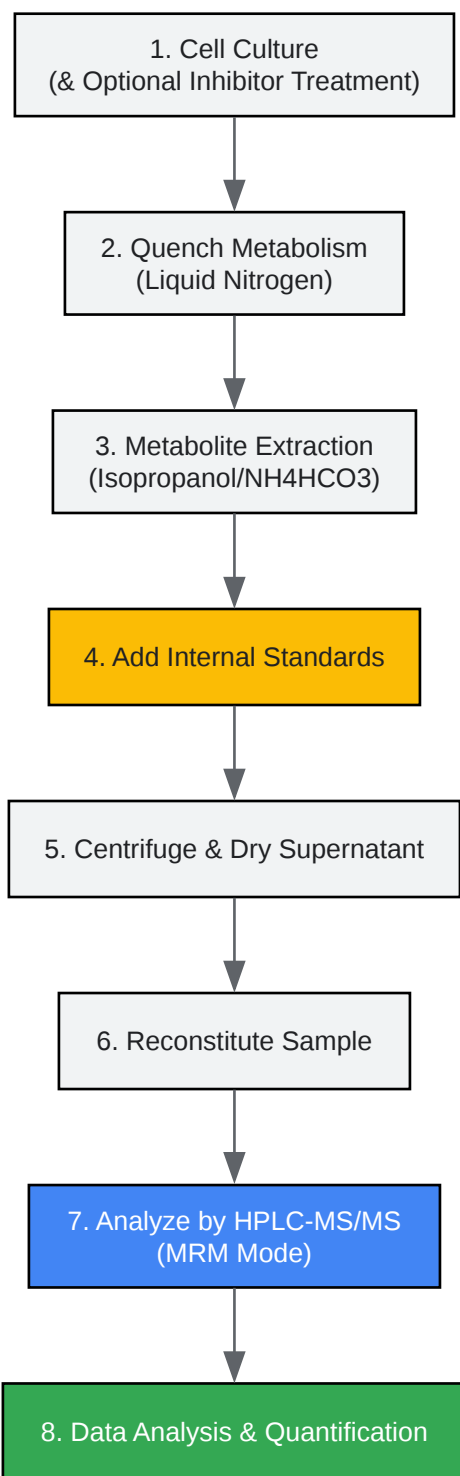 1. Cell Culture
(& Optional Inhibitor Treatment)
2. Quench Metabolism
(Liquid Nitrogen)
3. Metabolite Extraction
(Isopropanol/NH4HCO3)
4. Add Internal Standards
5. Centrifuge & Dry Supernatant
6. Reconstitute Sample
7. Analyze by HPLC-MS/MS
(MRM Mode)
8. Data Analysis & Quantification